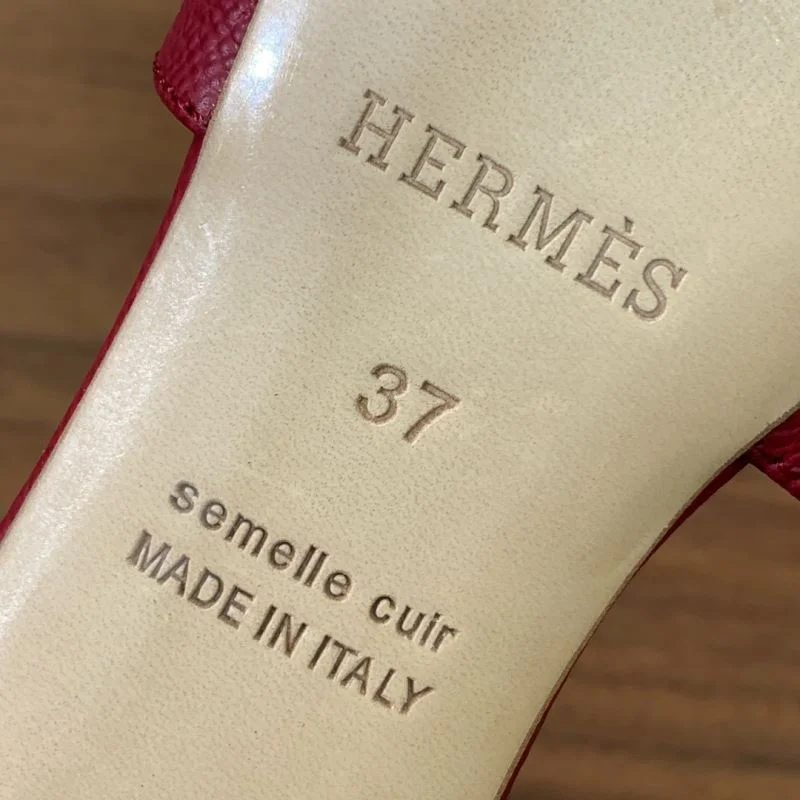 HERMÈS
37
semelle cuir
MADE IN ITALY